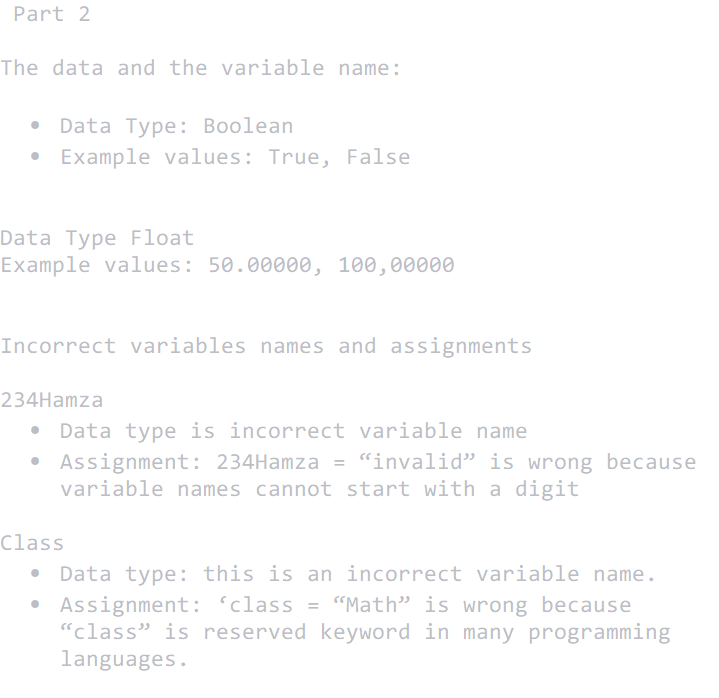 Part 2
The data and the variable name:
• Data Type: Boolean
• Example values: True, False
Data Type Float
Example values: 50.00000, 100,00000
Incorrect variables names and assignments
234Hamza
• Data type is incorrect variable name
• Assignment: 234Hamza = “invalid” is wrong because
variable names cannot start with a digit
Class
• Data type: this is an incorrect variable name.
• Assignment: ‘class = “Math” is wrong because
“class” is reserved keyword in many programming
languages.